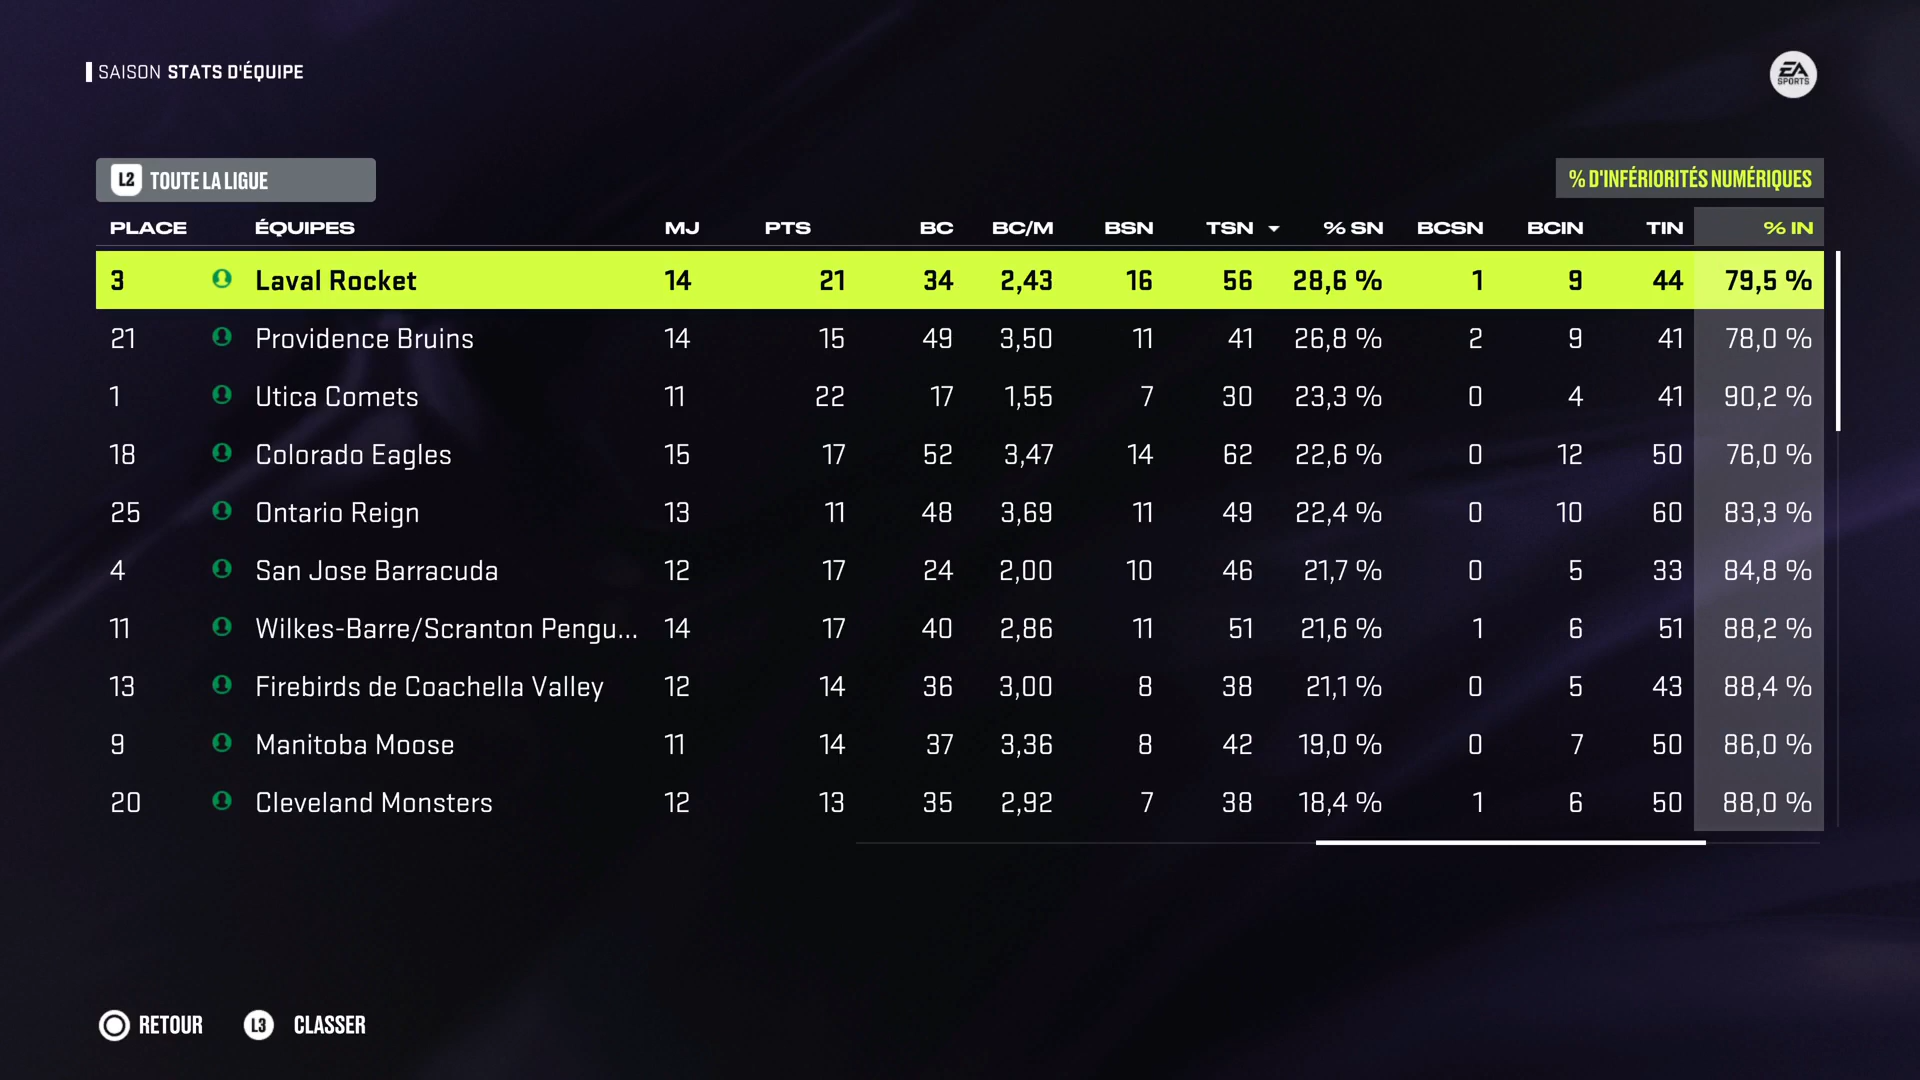 SAISON STATS D'ÉQUIPE
EA SPORTS
L2 TOUTE LA LIGUE
% D'INFÉRIORITÉS NUMÉRIQUES
PLACE ÉQUIPES MJ PTS BC BC/M BSN TSN % SN BCSN BCIN TIN % IN
3 Laval Rocket 14 21 34 2,43 16 56 28,6 % 1 9 44 79,5 %
21 Providence Bruins 14 15 49 3,50 11 41 26,8 % 2 9 41 78,0 %
1 Utica Comets 11 22 17 1,55 7 30 23,3 % 0 4 41 90,2 %
18 Colorado Eagles 15 17 52 3,47 14 62 22,6 % 0 12 50 76,0 %
25 Ontario Reign 13 11 48 3,69 11 49 22,4 % 0 10 60 83,3 %
4 San Jose Barracuda 12 17 24 2,00 10 46 21,7 % 0 5 33 84,8 %
11 Wilkes-Barre/Scranton Pengu... 14 17 40 2,86 11 51 21,6 % 1 6 51 88,2 %
13 Firebirds de Coachella Valley 12 14 36 3,00 8 38 21,1 % 0 5 43 88,4 %
9 Manitoba Moose 11 14 37 3,36 8 42 19,0 % 0 7 50 86,0 %
20 Cleveland Monsters 12 13 35 2,92 7 38 18,4 % 1 6 50 88,0 %
RETOUR L3 CLASSER